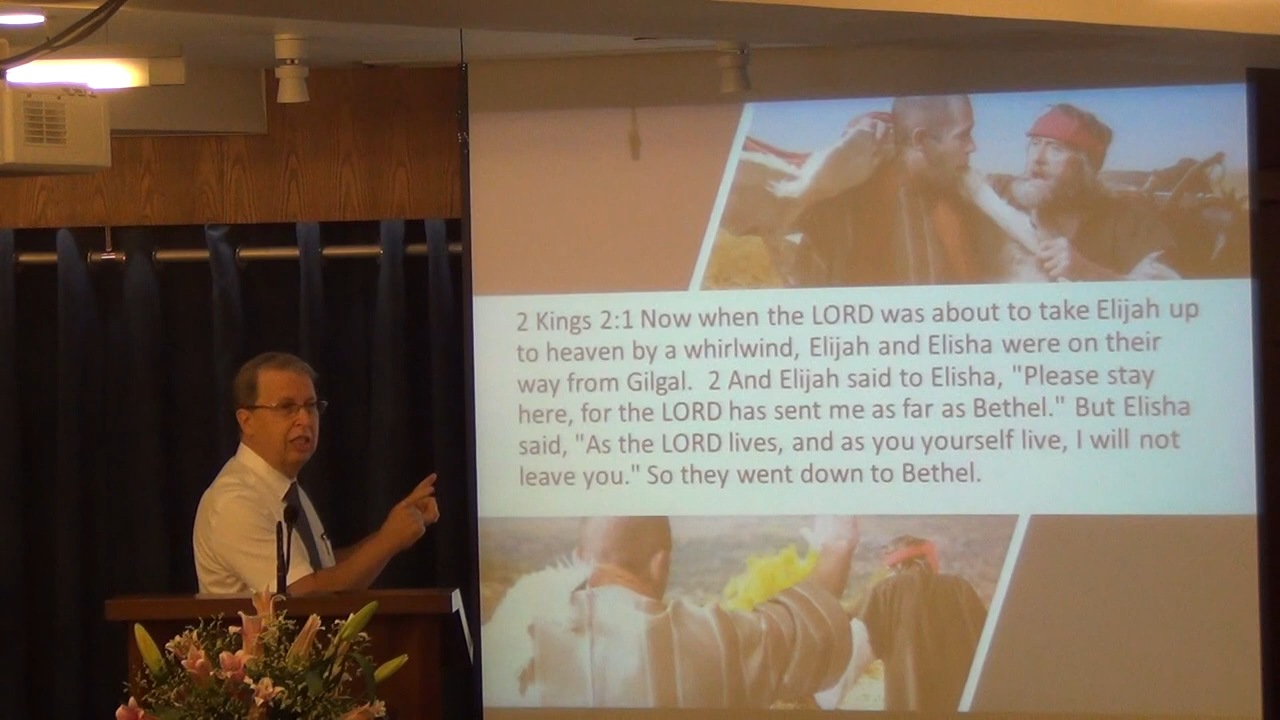 2 Kings 2:1 Now when the LORD was about to take Elijah up
to heaven by a whirlwind, Elijah and Elisha were on their
way from Gilgal.  2 And Elijah said to Elisha, "Please stay
here, for the LORD has sent me as far as Bethel." But Elisha
said, "As the LORD lives, and as you yourself live, I will not
leave you." So they went down to Bethel.